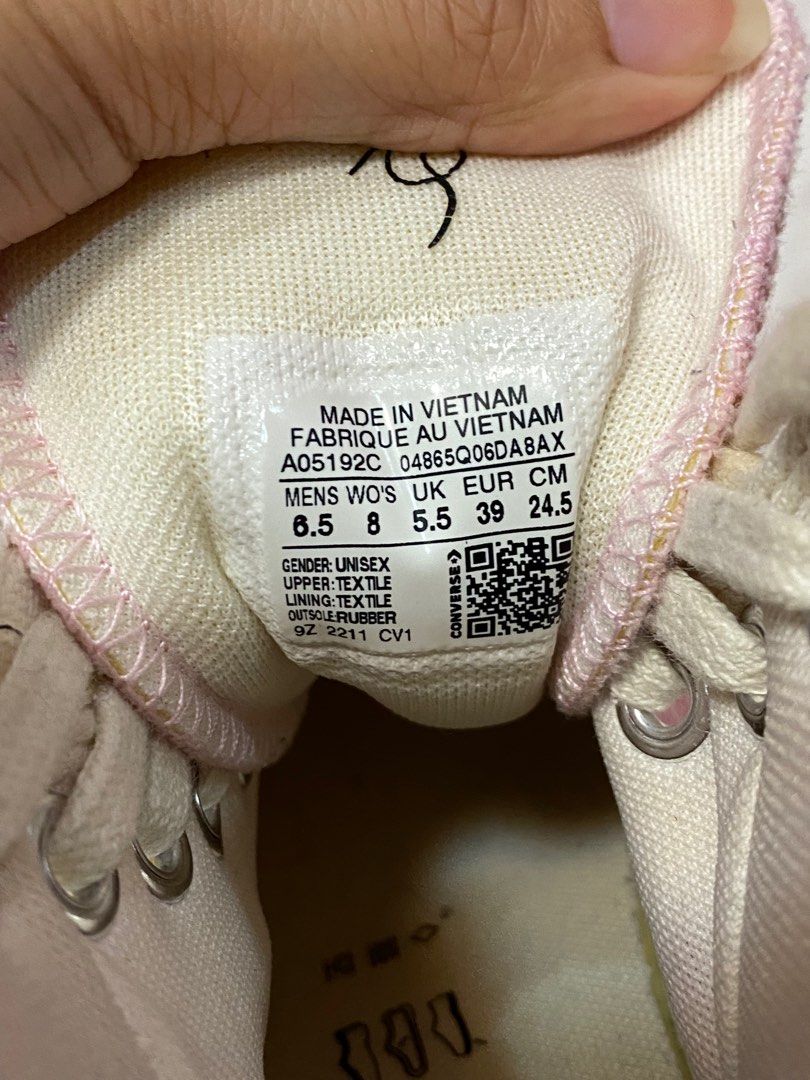 MADE IN VIETNAM
FABRIQUE AU VIETNAM
A05192C 04865Q06DA8AX
MENS WO'S UK EUR CM
6.5 8 5.5 39 24.5
GENDER: UNISEX
UPPER: TEXTILE
LINING: TEXTILE
OUTSOLE: RUBBER
9Z 2211 CV1
CONVERSE